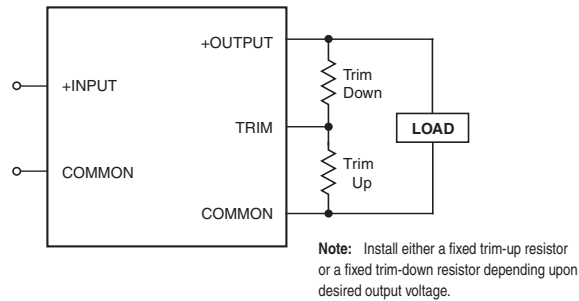 +OUTPUT
+INPUT
Trim
Down
TRIM
LOAD
COMMON
Trim
Up
COMMON
Note: Install either a fixed trim-up resistor
or a fixed trim-down resistor depending upon
desired output voltage.